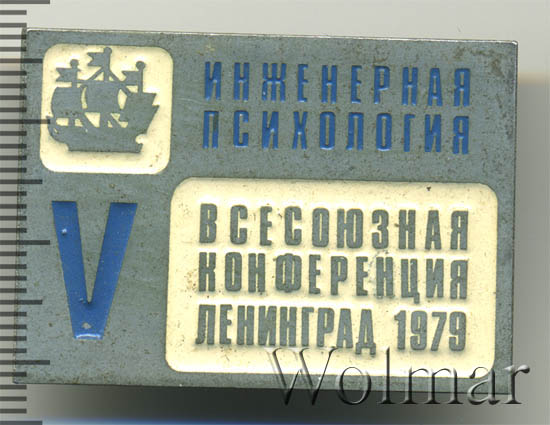 ИНЖЕНЕРНАЯ
ПСИХОЛОГИЯ
V
ВСЕСОЮЗНАЯ
КОНФЕРЕНЦИЯ
ЛЕНИНГРАД 1979
Wolmar